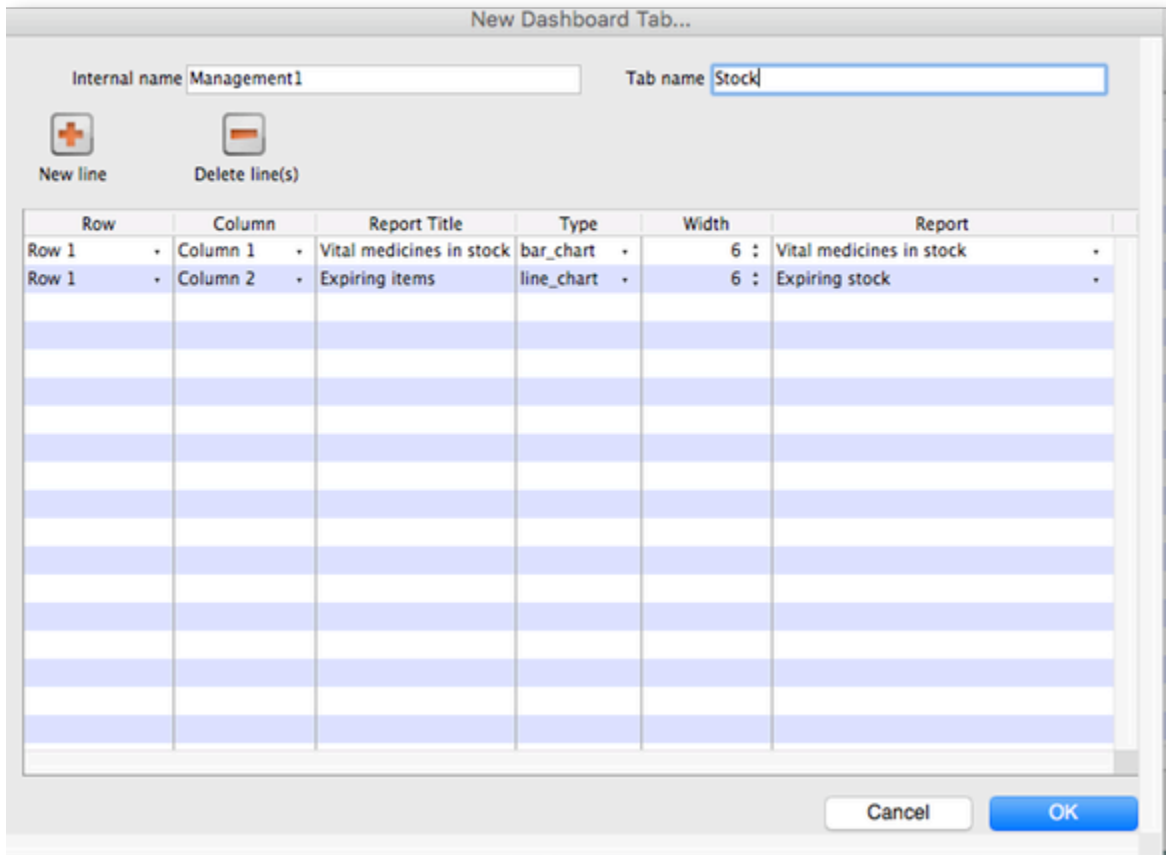 New Dashboard Tab...
Internal name Management1 Tab name Stock
New line Delete line(s)
Row Column Report Title Type Width Report
Row 1 Column 1 Vital medicines in stock bar_chart 6 Vital medicines in stock
Row 1 Column 2 Expiring items line_chart 6 Expiring stock
Cancel OK